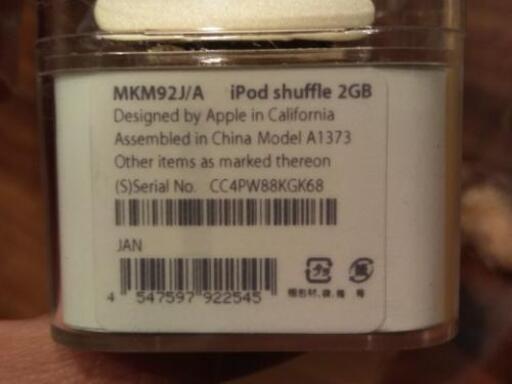 MKM92J/A iPod shuffle 2GB
Designed by Apple in California
Assembled in China Model A1373
Other items as marked thereon
(S)Serial No. CC4PW88KGK68
JAN
4 547597 922545